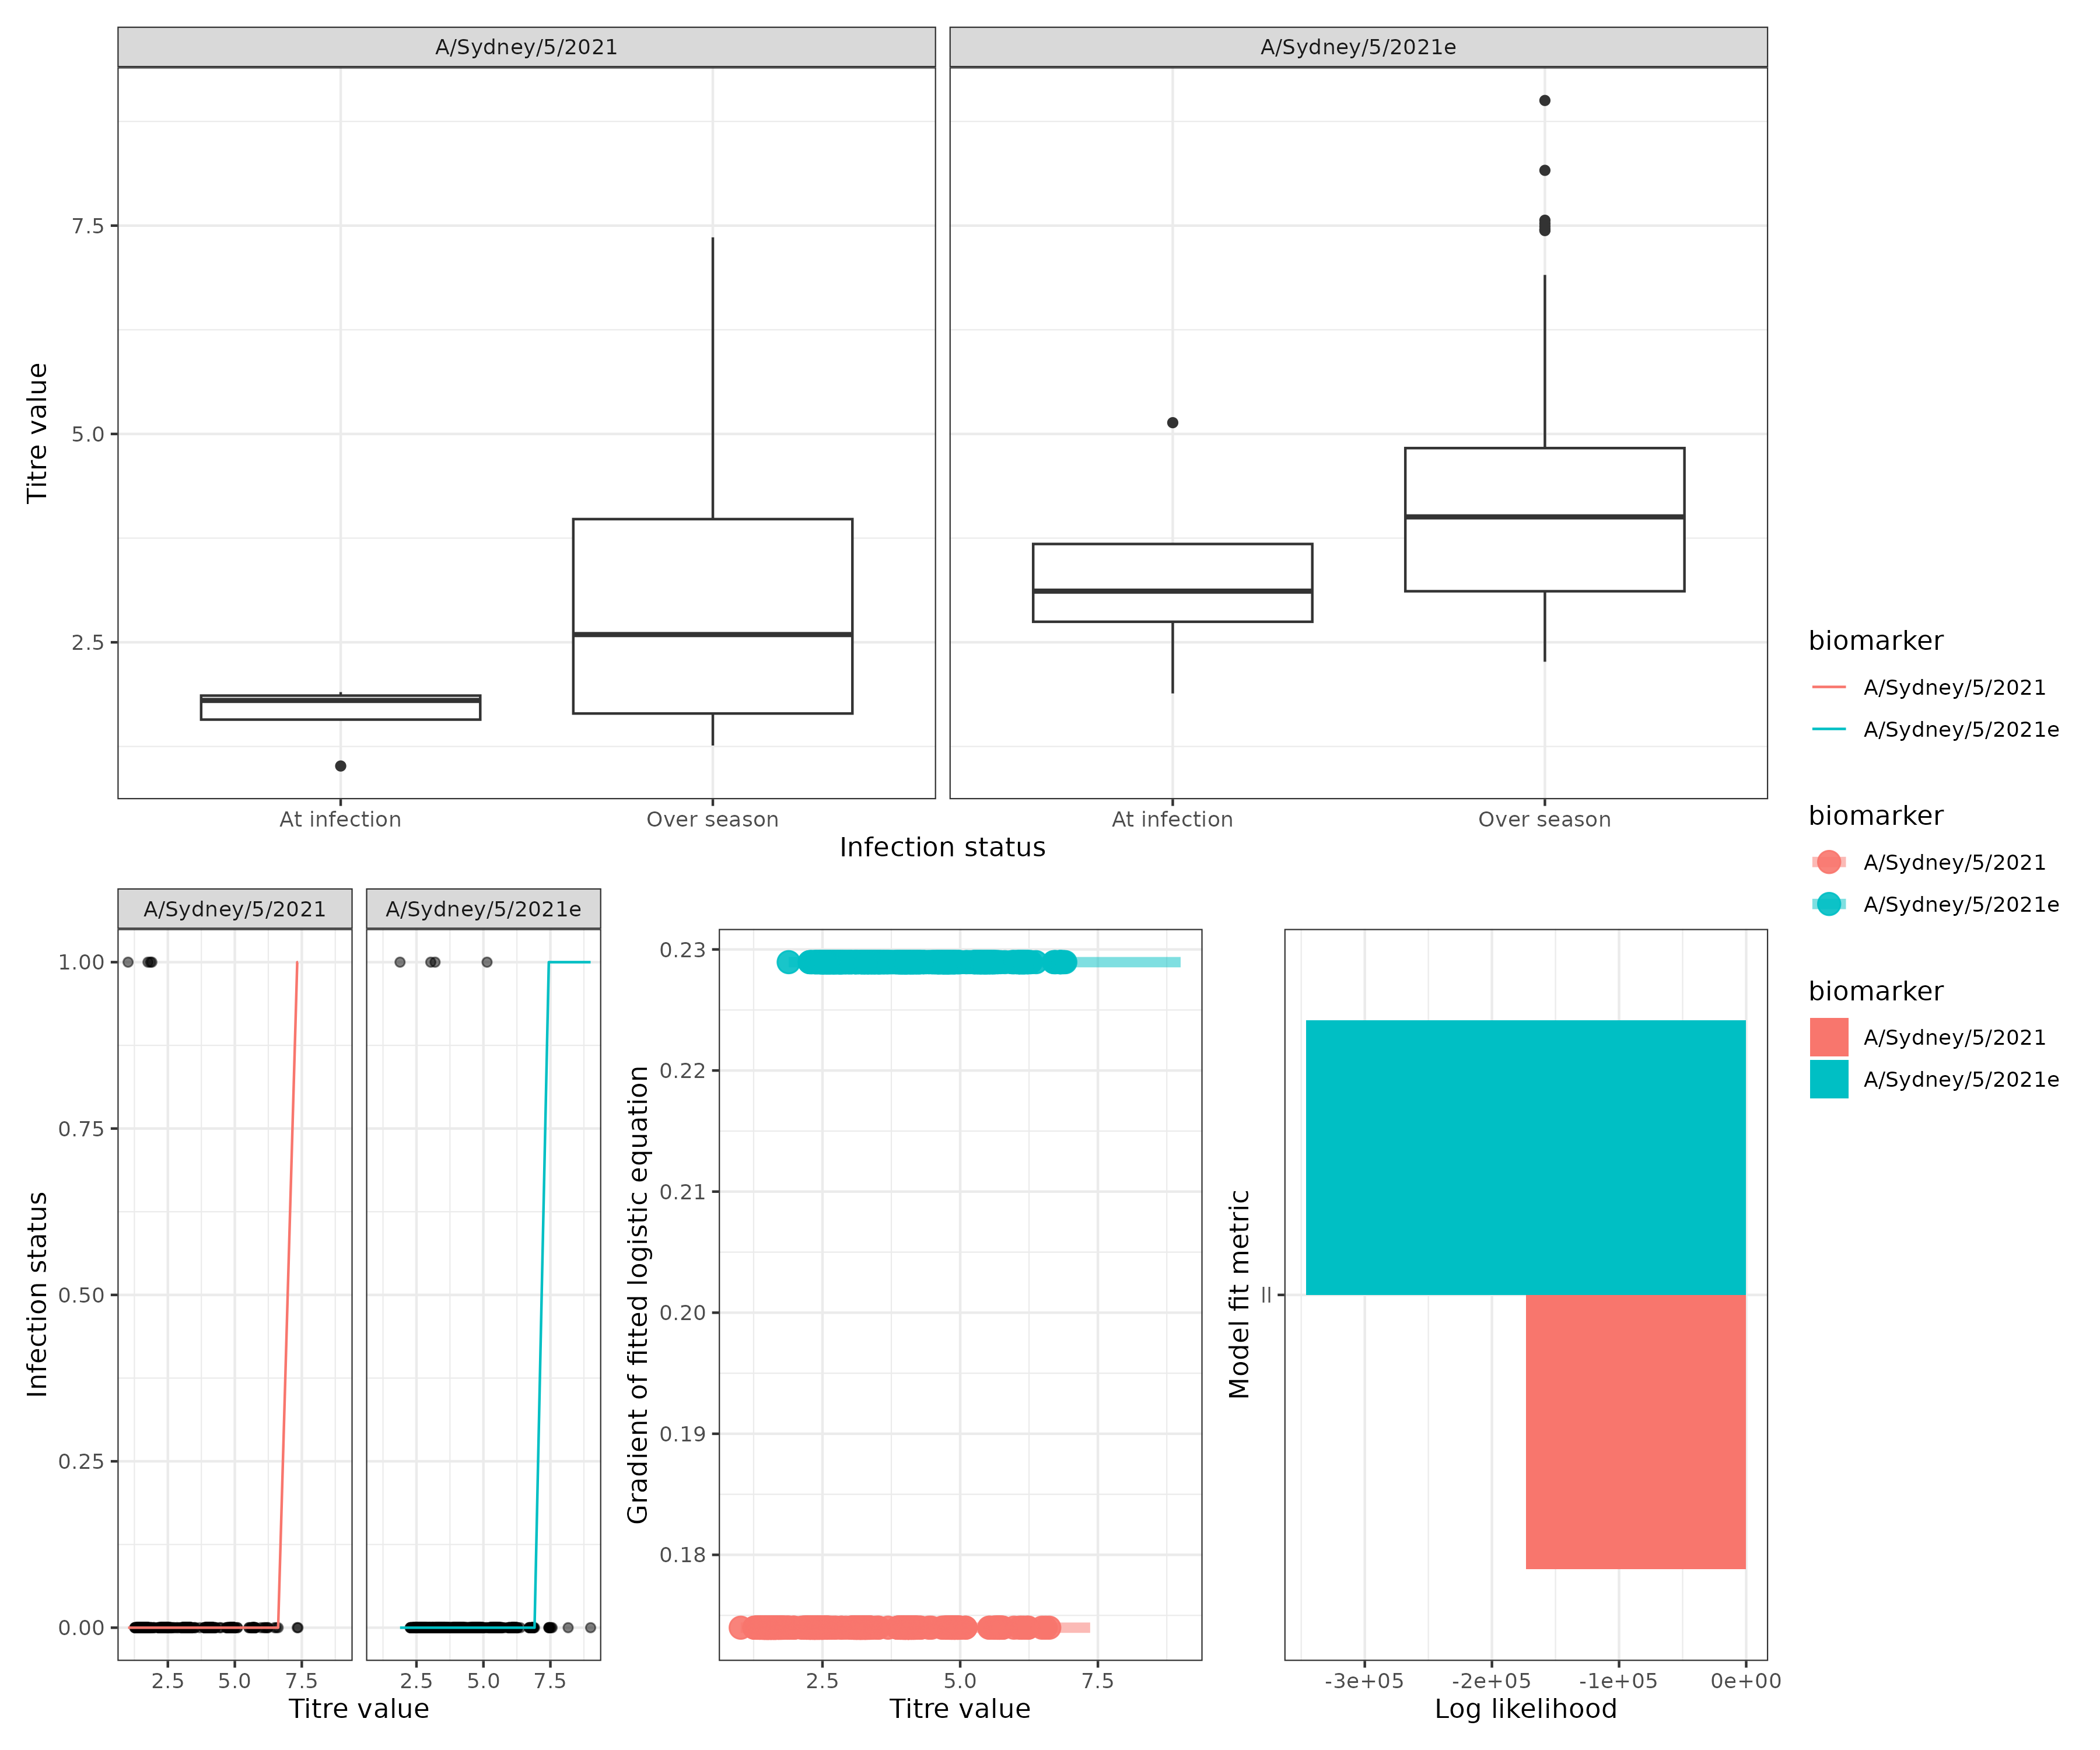 A/Sydney/5/2021
A/Sydney/5/2021e
Titre value
7.5
5.0
2.5
At infection
Over season
At infection
Over season
Infection status
biomarker
A/Sydney/5/2021
A/Sydney/5/2021e
biomarker
A/Sydney/5/2021
A/Sydney/5/2021e
biomarker
A/Sydney/5/2021
A/Sydney/5/2021e
A/Sydney/5/2021
A/Sydney/5/2021e
Infection status
1.00
0.75
0.50
0.25
0.00
2.5
5.0
7.5
2.5
5.0
7.5
Titre value
Gradient of fitted logistic equation
0.23
0.22
0.21
0.20
0.19
0.18
2.5
5.0
7.5
Titre value
Model fit metric
ll
-3e+05
-2e+05
-1e+05
0e+00
Log likelihood